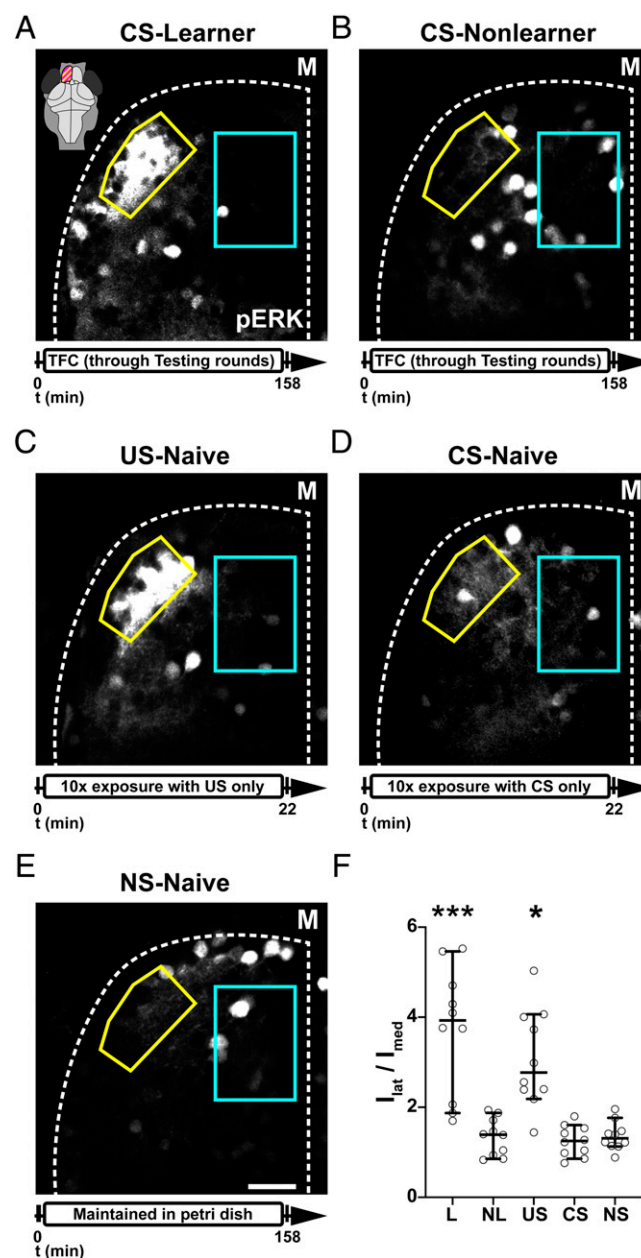 A CS-Learner
M
pERK
TFC (through Testing rounds)
0 158
t (min)
B CS-Nonlearner
M
TFC (through Testing rounds)
0 158
t (min)
C US-Naive
M
10x exposure with US only
0 22
t (min)
D CS-Naive
M
10x exposure with CS only
0 22
t (min)
E NS-Naive
M
Maintained in petri dish
0 158
t (min)
F
*** *
6
4
2
0
I_lat / I_med
L NL US CS NS